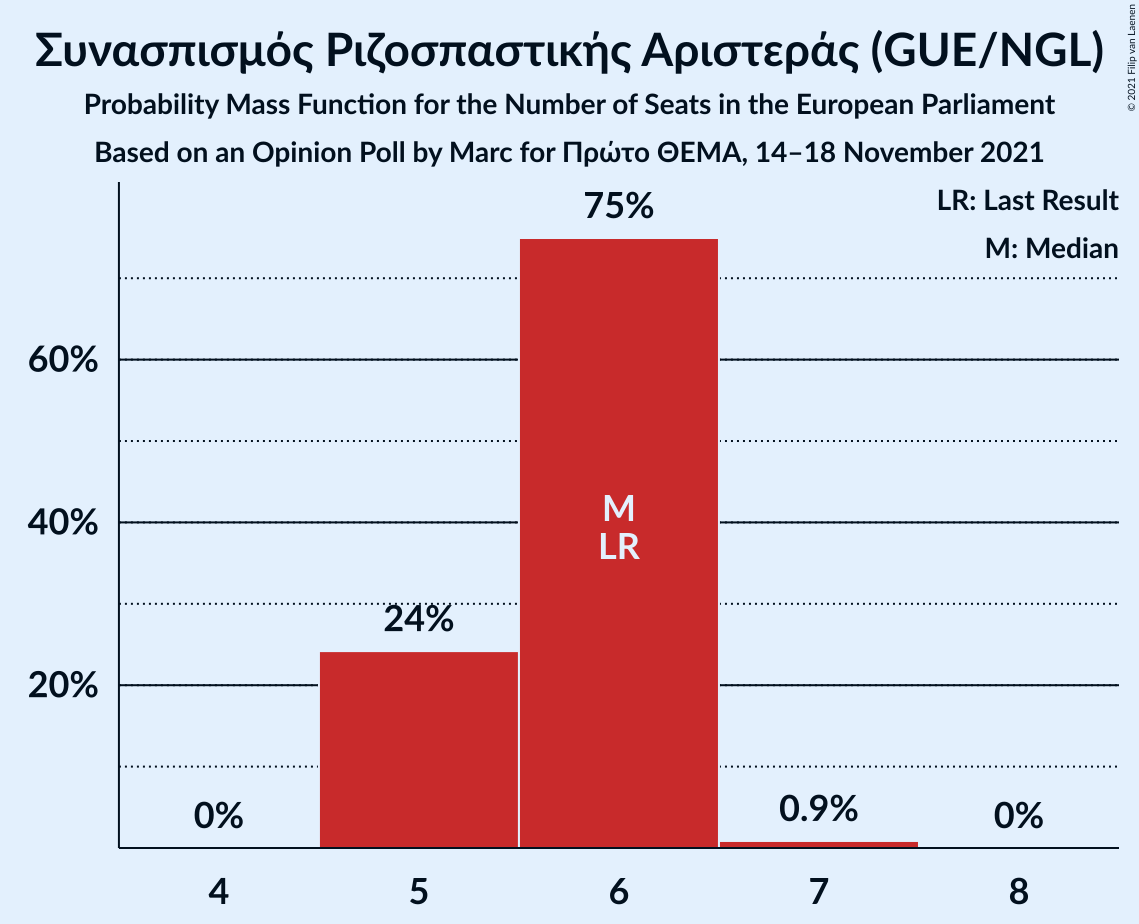 Συνασπισμός Ριζοσπαστικής Αριστεράς (GUE/NGL)
Probability Mass Function for the Number of Seats in the European Parliament
Based on an Opinion Poll by Marc for Πρώτο ΘΕΜΑ, 14–18 November 2021
© 2021 Filip van Laenen
LR: Last Result
M: Median
75%
60%
40%
20%
M
LR
24%
0%
0.9%
0%
4
5
6
7
8